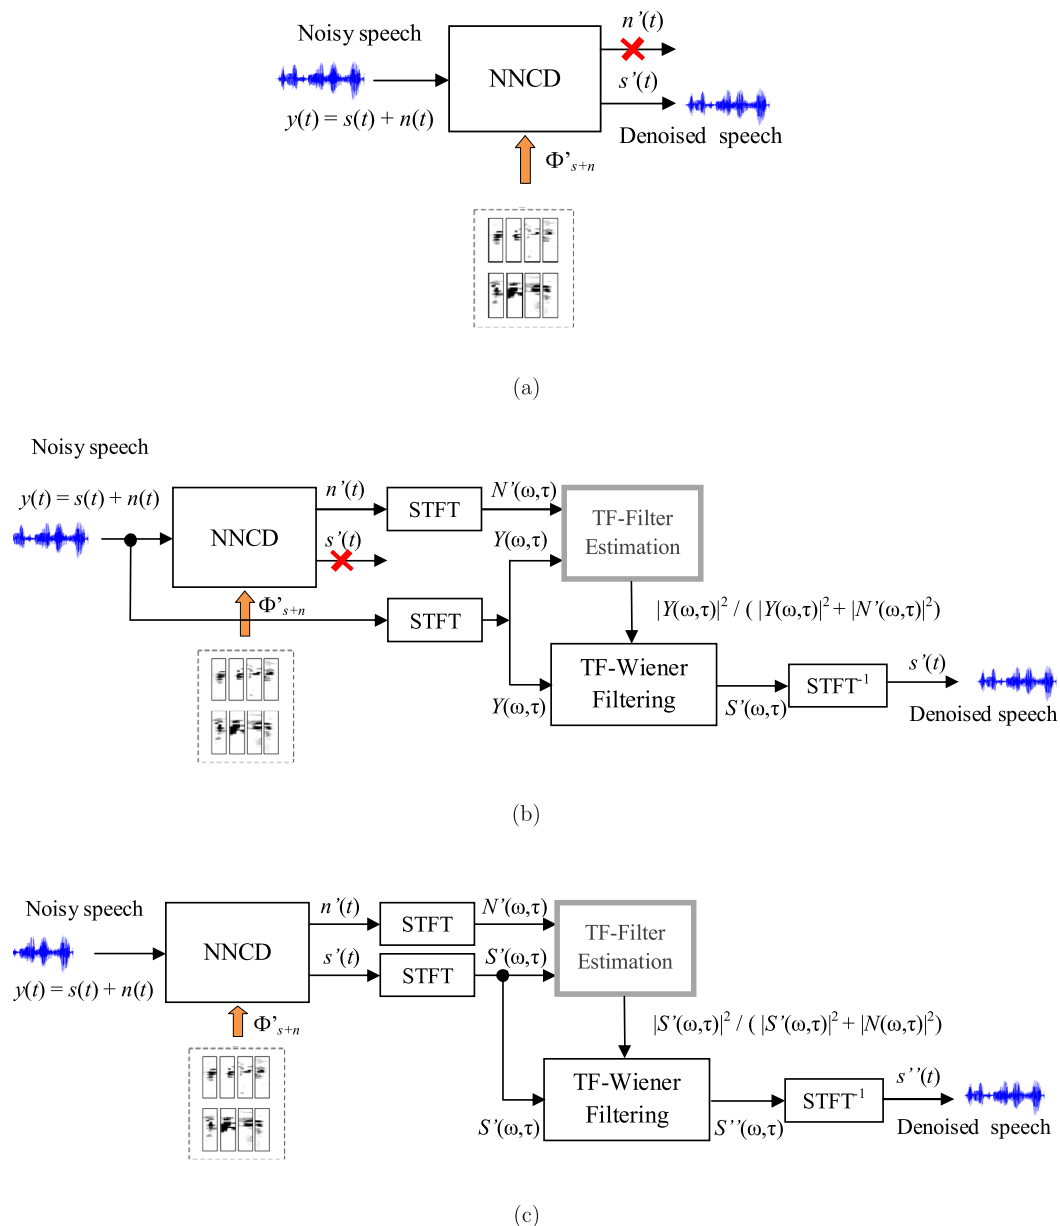 n’(t)
Noisy speech
NNCD
s’(t)
y(t) = s(t) + n(t)
Denoised speech
Φ’s+n
(a)
Noisy speech
y(t) = s(t) + n(t)
NNCD
n’(t)
STFT
N’(ω,τ)
TF-Filter
Estimation
s’(t)
Y(ω,τ)
Φ’s+n
STFT
|Y(ω,τ)|2 / ( |Y(ω,τ)|2 + |N’(ω,τ)|2)
TF-Wiener
Filtering
Y(ω,τ)
S’(ω,τ)
STFT-1
s’(t)
Denoised speech
(b)
Noisy speech
y(t) = s(t) + n(t)
NNCD
n’(t)
STFT
N’(ω,τ)
TF-Filter
Estimation
s’(t)
STFT
S’(ω,τ)
Φ’s+n
|S’(ω,τ)|2 / ( |S’(ω,τ)|2 + |N(ω,τ)|2)
TF-Wiener
Filtering
S’(ω,τ)
S’’(ω,τ)
STFT-1
s’’(t)
Denoised speech
(c)